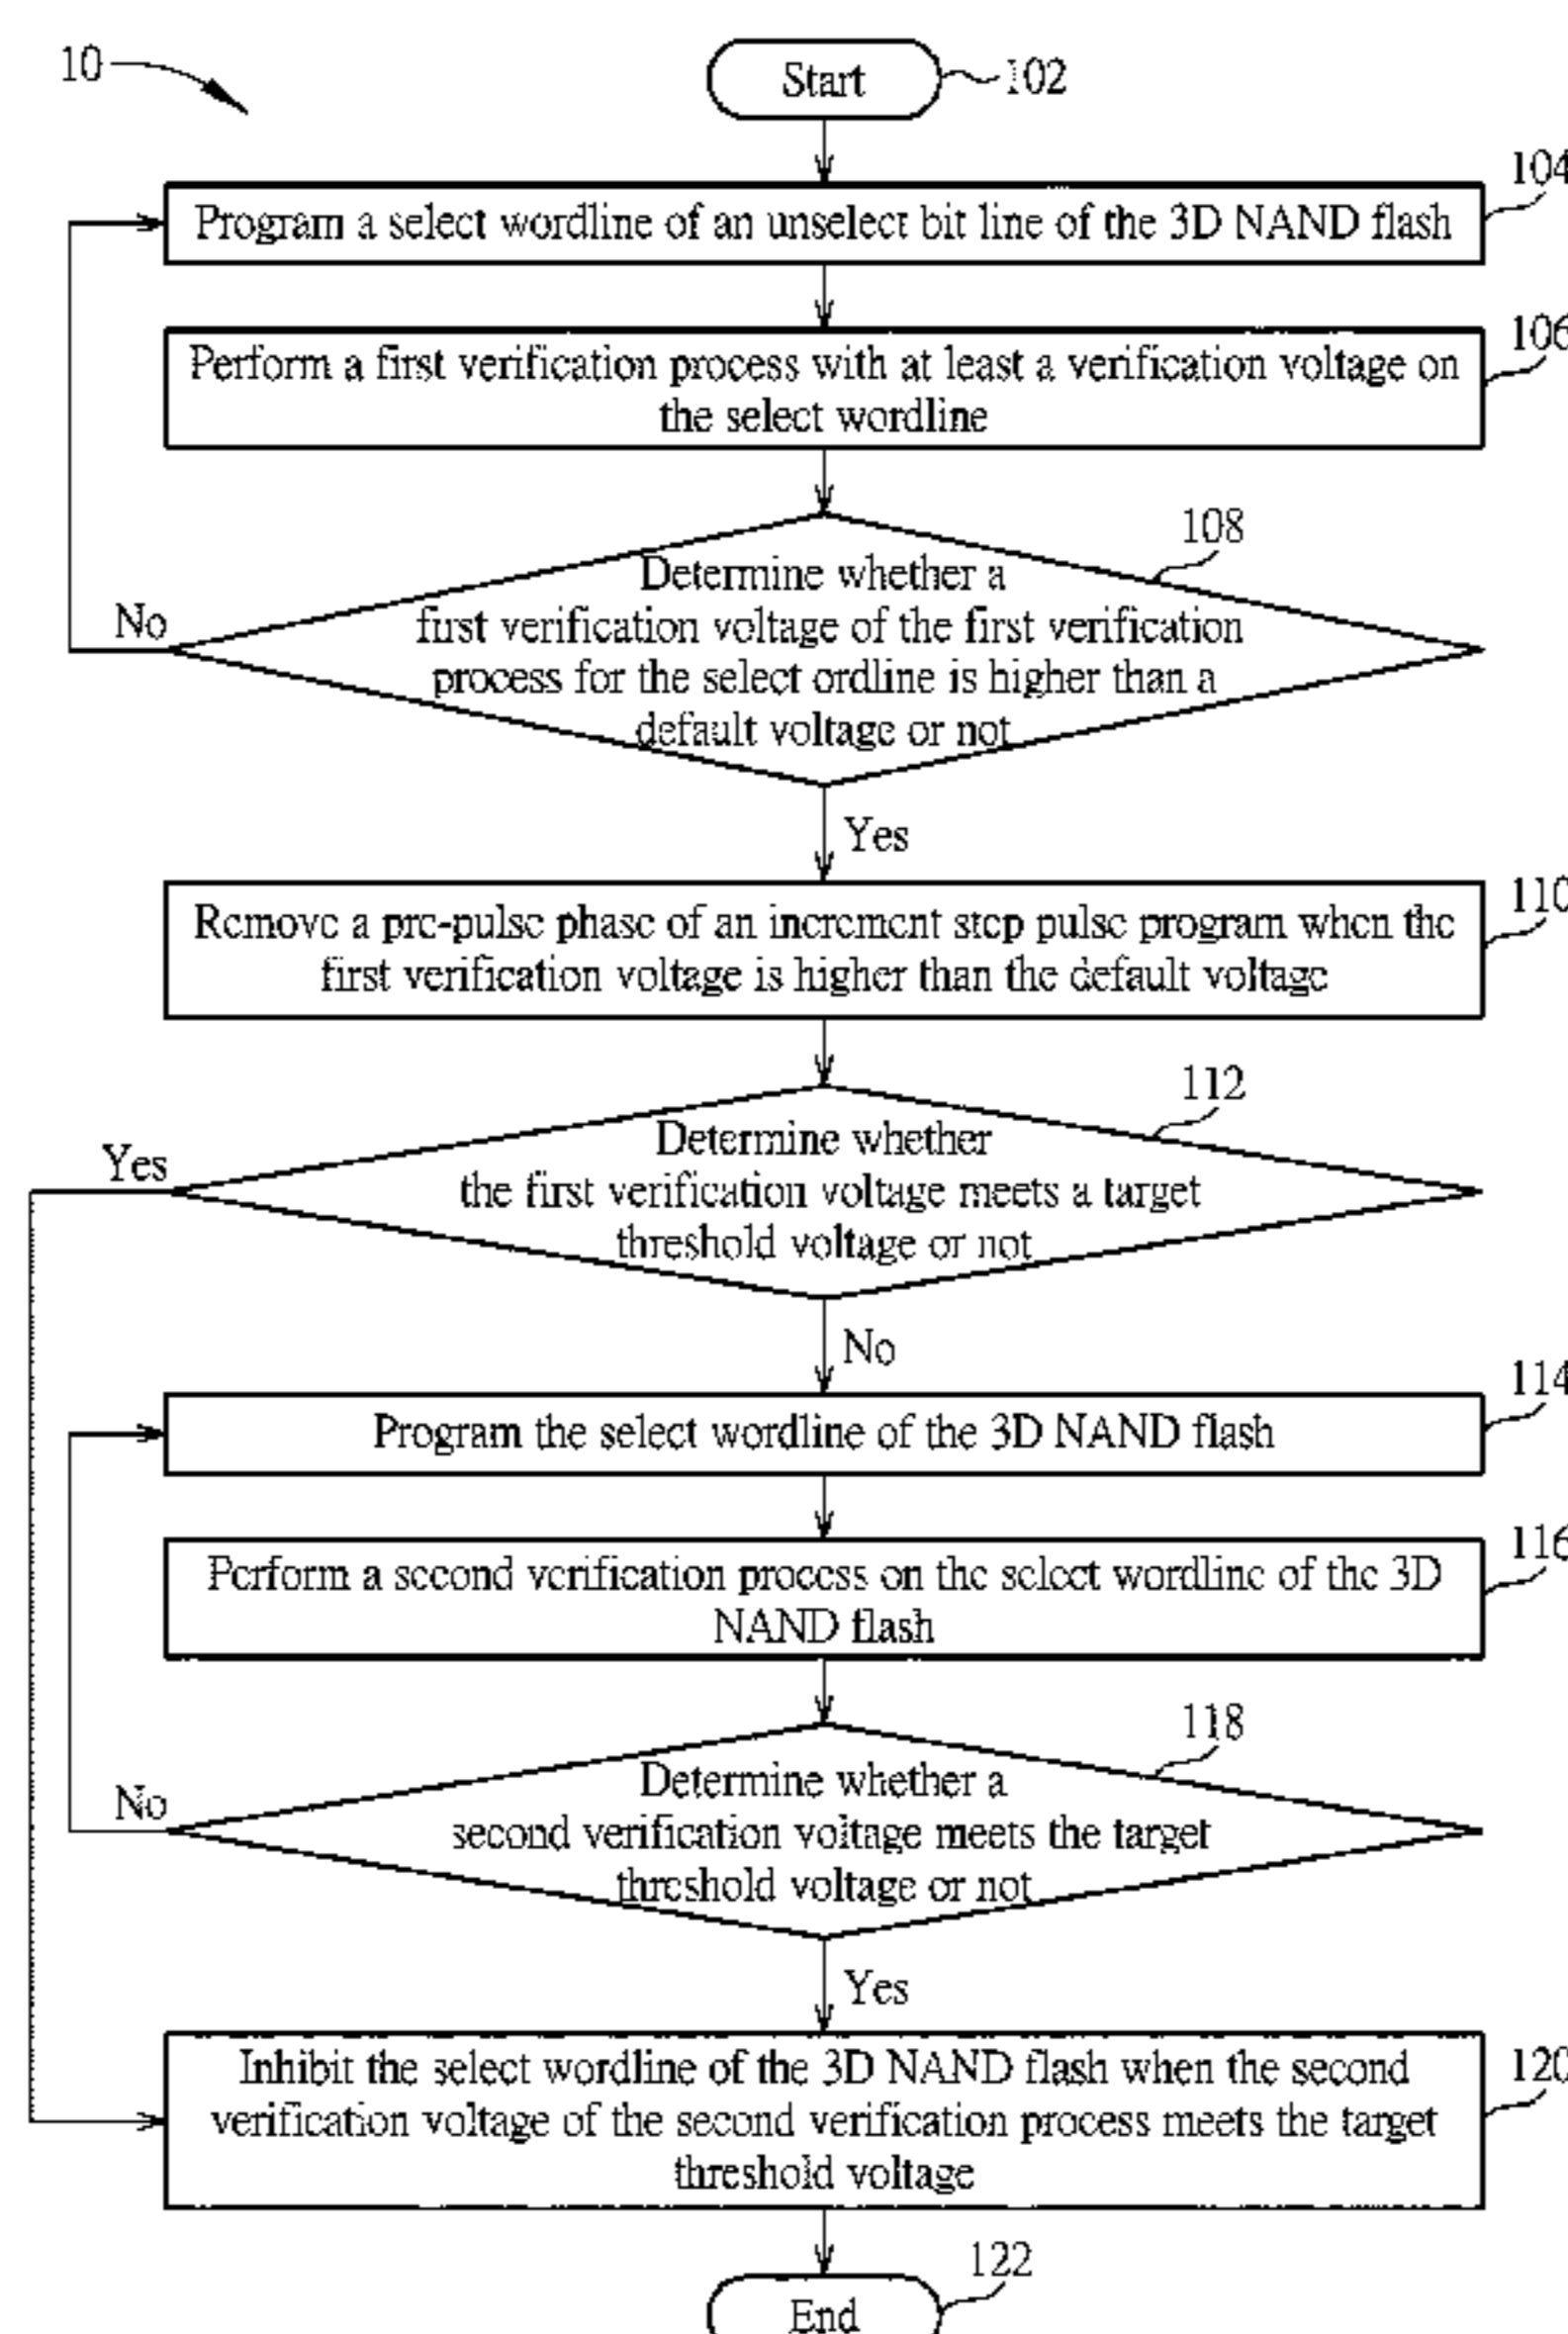 10
Start
102
104
Program a select wordline of an unselect bit line of the 3D NAND flash
106
Perform a first verification process with at least a verification voltage on
the select wordline
108
Determine whether a
first verification voltage of the first verification
process for the select ordline is higher than a
default voltage or not
No
Yes
110
Remove a pre-pulse phase of an increment step pulse program when the
first verification voltage is higher than the default voltage
112
Determine whether
the first verification voltage meets a target
threshold voltage or not
Yes
No
114
Program the select wordline of the 3D NAND flash
116
Perform a second verification process on the select wordline of the 3D
NAND flash
118
Determine whether a
second verification voltage meets the target
threshold voltage or not
No
Yes
120
Inhibit the select wordline of the 3D NAND flash when the second
verification voltage of the second verification process meets the target
threshold voltage
122
End